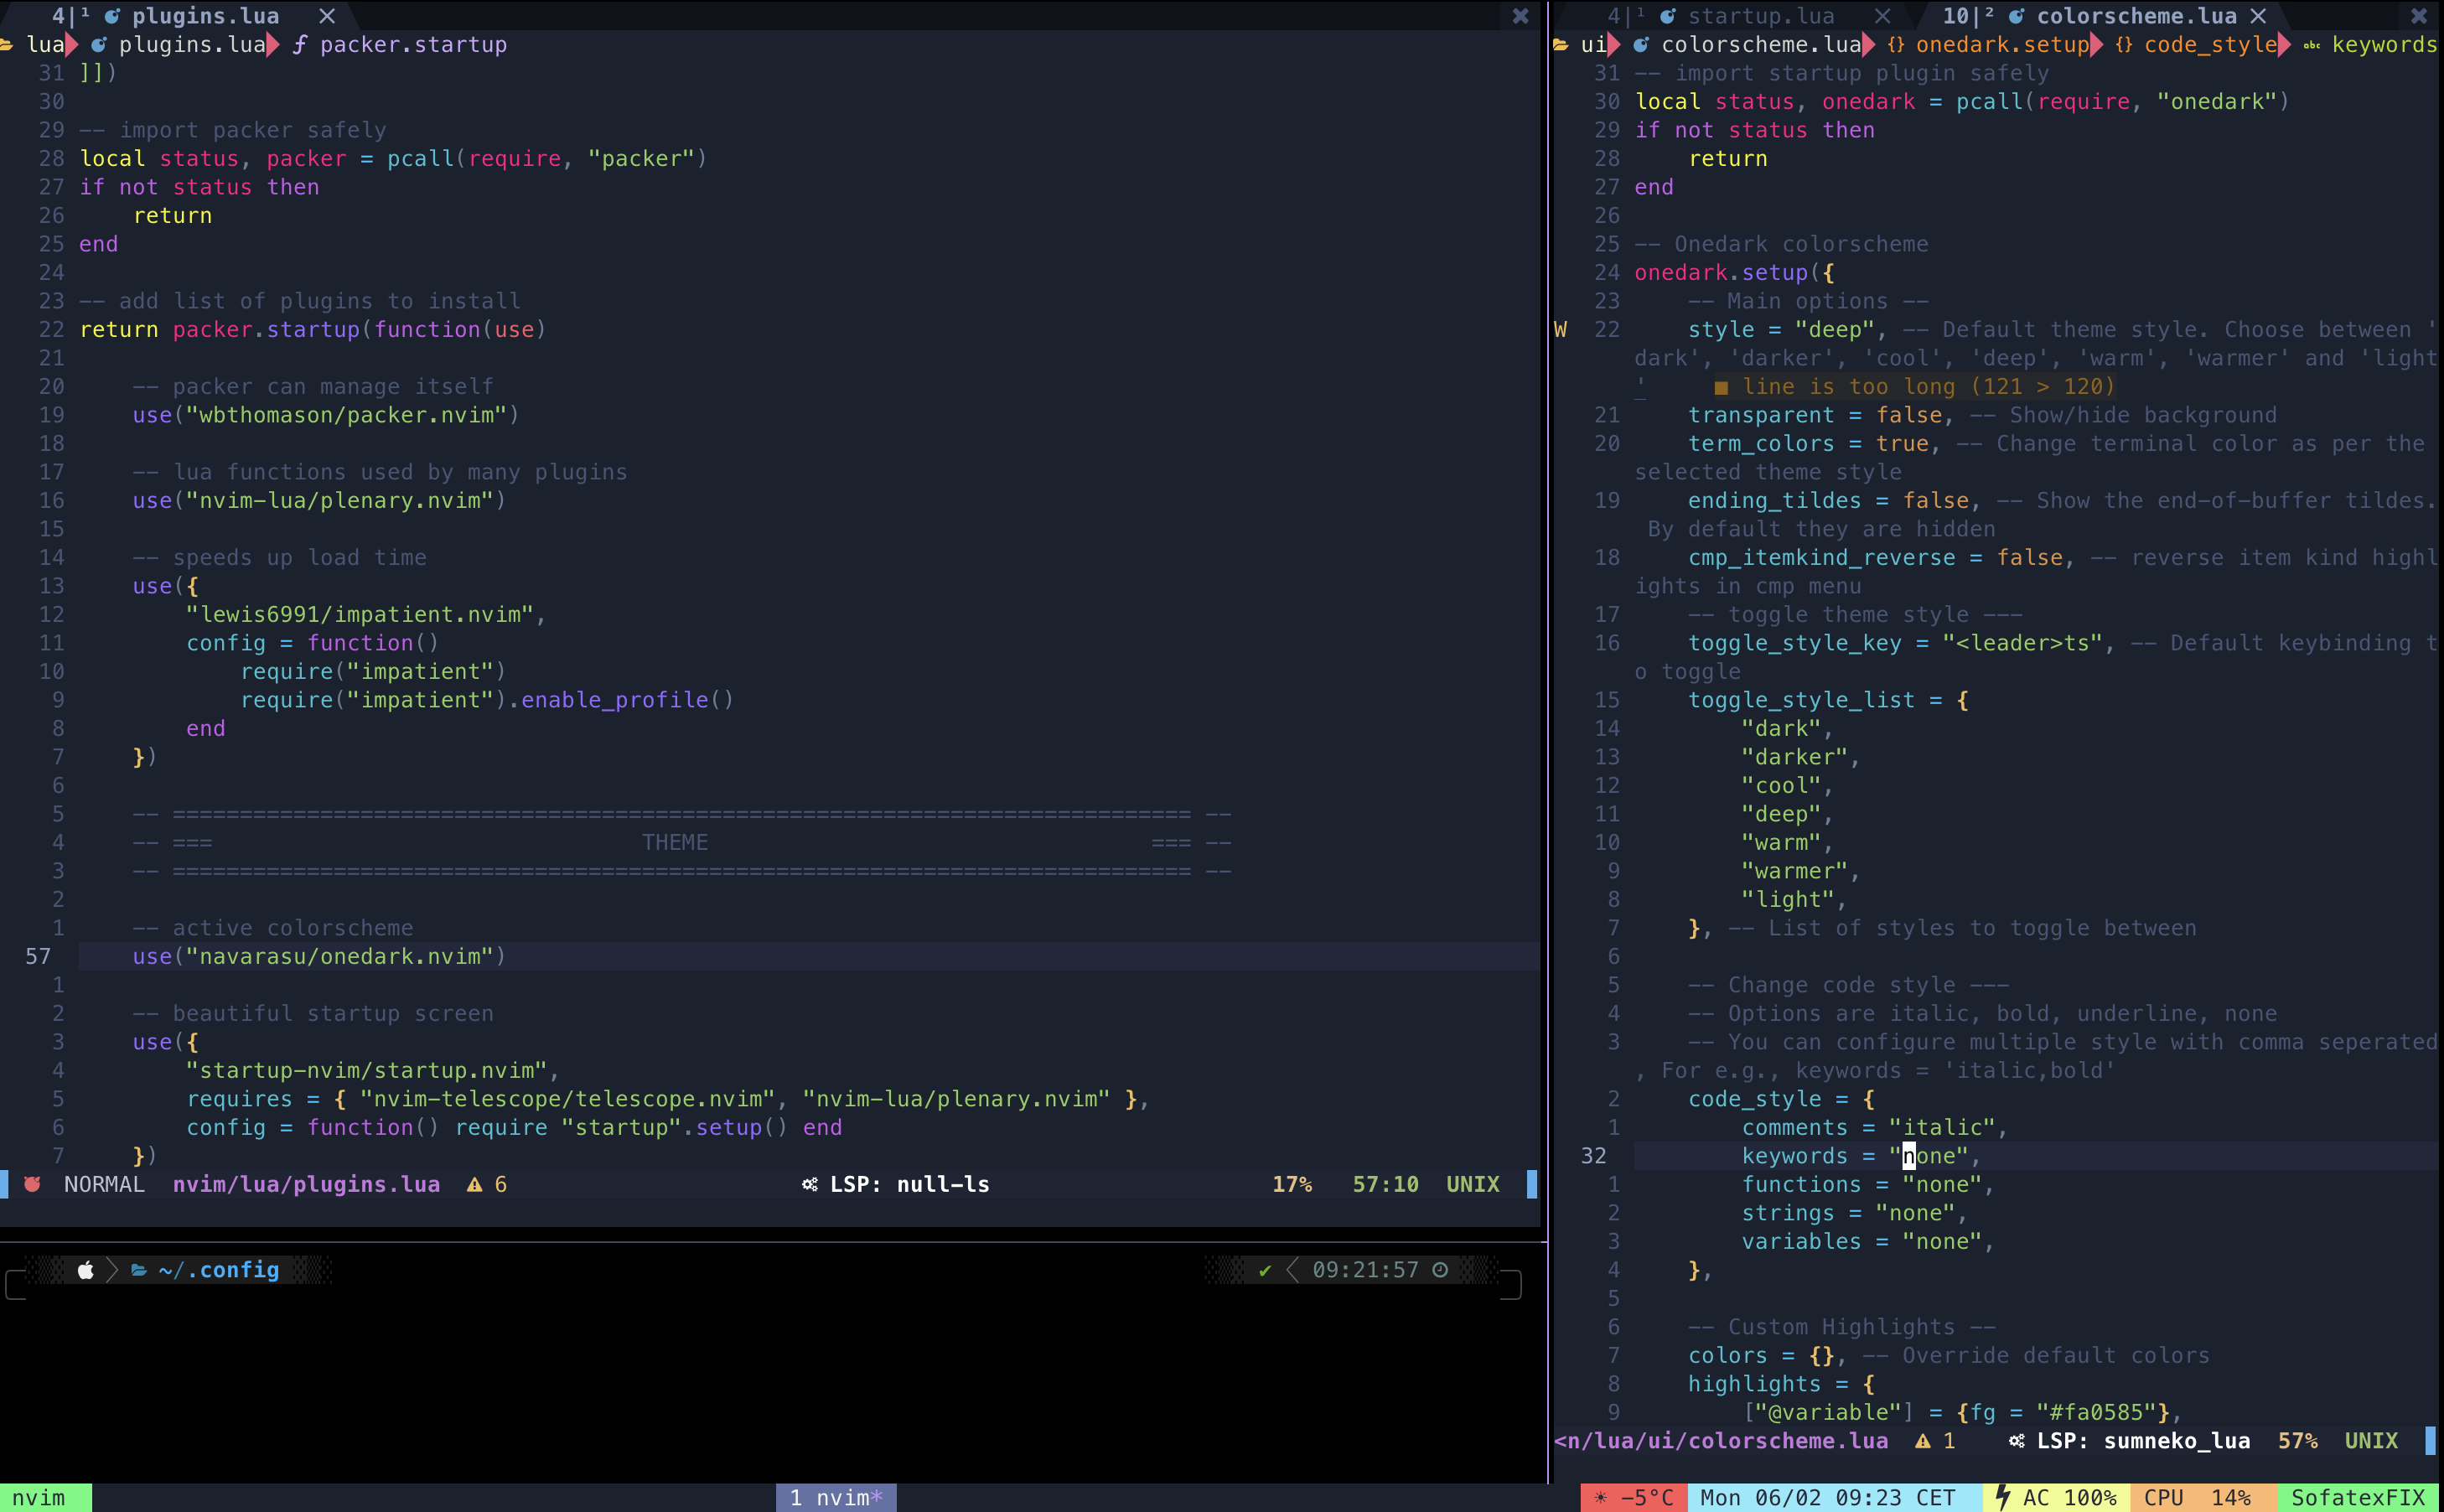 4|¹ plugins.lua ✕ ✖
lua plugins.lua ƒ packer.startup
31 ]])
30
29 -- import packer safely
28 local status, packer = pcall(require, "packer")
27 if not status then
26     return
25 end
24
23 -- add list of plugins to install
22 return packer.startup(function(use)
21
20     -- packer can manage itself
19     use("wbthomason/packer.nvim")
18
17     -- lua functions used by many plugins
16     use("nvim-lua/plenary.nvim")
15
14     -- speeds up load time
13     use({
12         "lewis6991/impatient.nvim",
11         config = function()
10             require("impatient")
9             require("impatient").enable_profile()
8         end
7     })
6
5     -- ============================================================================ --
4     -- ===                                THEME                                 === --
3     -- ============================================================================ --
2
1     -- active colorscheme
57     use("navarasu/onedark.nvim")
1
2     -- beautiful startup screen
3     use({
4         "startup-nvim/startup.nvim",
5         requires = { "nvim-telescope/telescope.nvim", "nvim-lua/plenary.nvim" },
6         config = function() require "startup".setup() end
7     })
NORMAL nvim/lua/plugins.lua 6 LSP: null-ls 17% 57:10 UNIX
~/.config ✔ 09:21:57
4|¹ startup.lua ✕ 10|² colorscheme.lua ✕ ✖
ui colorscheme.lua {} onedark.setup {} code_style abc keywords
31 -- import startup plugin safely
30 local status, onedark = pcall(require, "onedark")
29 if not status then
28     return
27 end
26
25 -- Onedark colorscheme
24 onedark.setup({
23     -- Main options --
W 22     style = "deep", -- Default theme style. Choose between '
dark', 'darker', 'cool', 'deep', 'warm', 'warmer' and 'light
'     ■ line is too long (121 > 120)
21     transparent = false, -- Show/hide background
20     term_colors = true, -- Change terminal color as per the
selected theme style
19     ending_tildes = false, -- Show the end-of-buffer tildes.
By default they are hidden
18     cmp_itemkind_reverse = false, -- reverse item kind highl
ights in cmp menu
17     -- toggle theme style ---
16     toggle_style_key = "<leader>ts", -- Default keybinding t
o toggle
15     toggle_style_list = {
14         "dark",
13         "darker",
12         "cool",
11         "deep",
10         "warm",
9         "warmer",
8         "light",
7     }, -- List of styles to toggle between
6
5     -- Change code style ---
4     -- Options are italic, bold, underline, none
3     -- You can configure multiple style with comma seperated
, For e.g., keywords = 'italic,bold'
2     code_style = {
1         comments = "italic",
32         keywords = "none",
1         functions = "none",
2         strings = "none",
3         variables = "none",
4     },
5
6     -- Custom Highlights --
7     colors = {}, -- Override default colors
8     highlights = {
9         ["@variable"] = {fg = "#fa0585"},
<n/lua/ui/colorscheme.lua 1 LSP: sumneko_lua 57% UNIX
nvim 1 nvim* ☀ -5°C Mon 06/02 09:23 CET AC 100% CPU 14% SofatexFIX